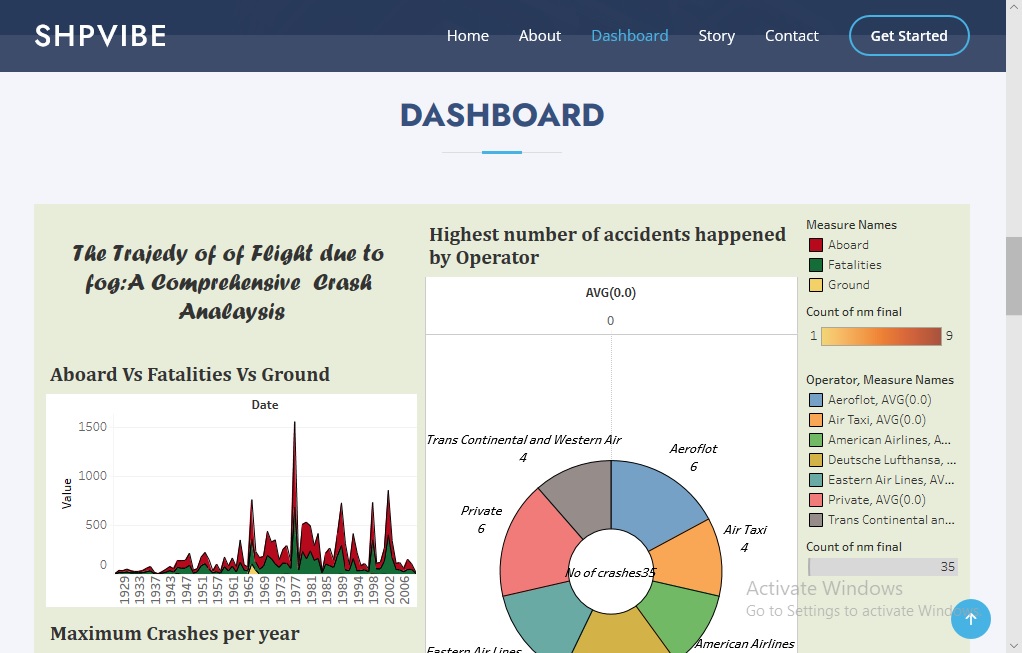 SHPVIBE
Home About Dashboard Story Contact Get Started
DASHBOARD
The Trajedy of of Flight due to
fog:A Comprehensive Crash
Analaysis
Aboard Vs Fatalities Vs Ground
Date
Value
1500
1000
500
0
1929 1933 1937 1943 1947 1951 1957 1961 1965 1969 1973 1977 1981 1985 1989 1994 1998 2002 2006
Maximum Crashes per year
Highest number of accidents happened
by Operator
AVG(0.0)
0
Trans Continental and Western Air
4
Aeroflot
6
Private
6
Air Taxi
4
No of crashes35
American Airlines
Eastern Air Lines
Measure Names
Aboard
Fatalities
Ground
Count of nm final
1 9
Operator, Measure Names
Aeroflot, AVG(0.0)
Air Taxi, AVG(0.0)
American Airlines, A...
Deutsche Lufthansa, ...
Eastern Air Lines, AV...
Private, AVG(0.0)
Trans Continental an...
Count of nm final
35
Activate Windows
Go to Settings to activate Windows.